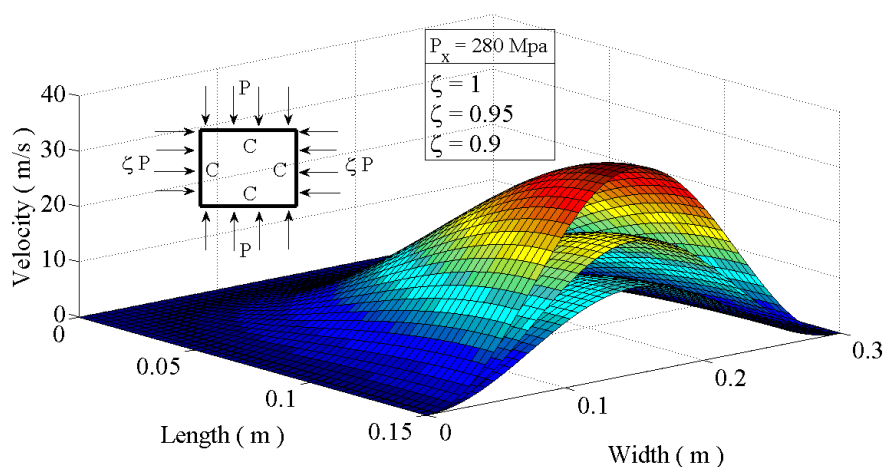 P_x = 280 Mpa
ζ = 1
ζ = 0.95
ζ = 0.9
P
ζ P
C
C
C
C
ζ P
P
Velocity ( m/s )
40
30
20
10
0
0
0.05
0.1
0.15
Length ( m )
0
0.1
0.2
0.3
Width ( m )